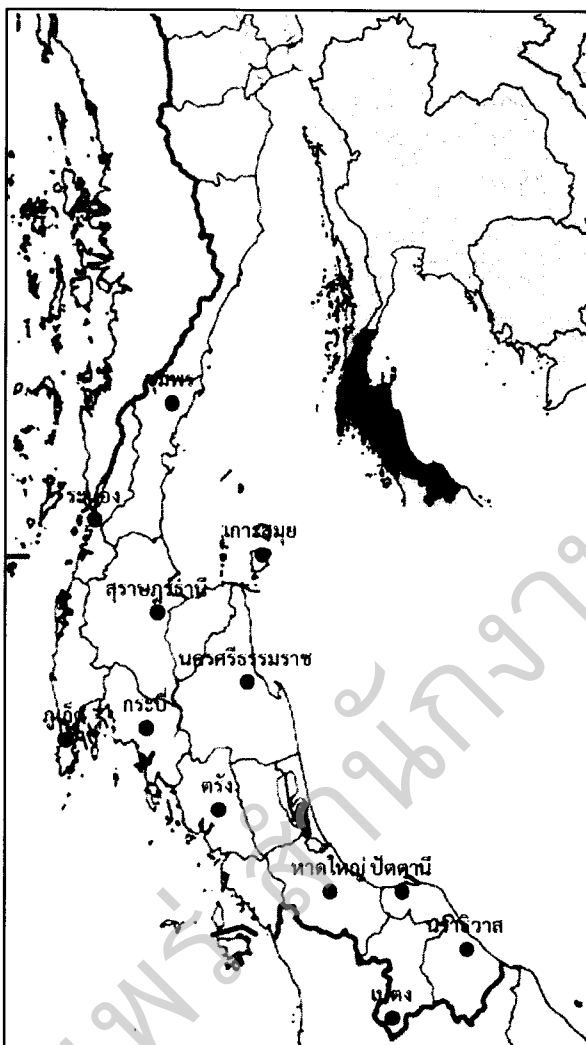 ชุมพร
ระนอง
เกาะสมุย
สุราษฎร์ธานี
นครศรีธรรมราช
ภูเก็ต
กระบี่
ตรัง
หาดใหญ่ ปัตตานี
นราธิวาส
เบตง